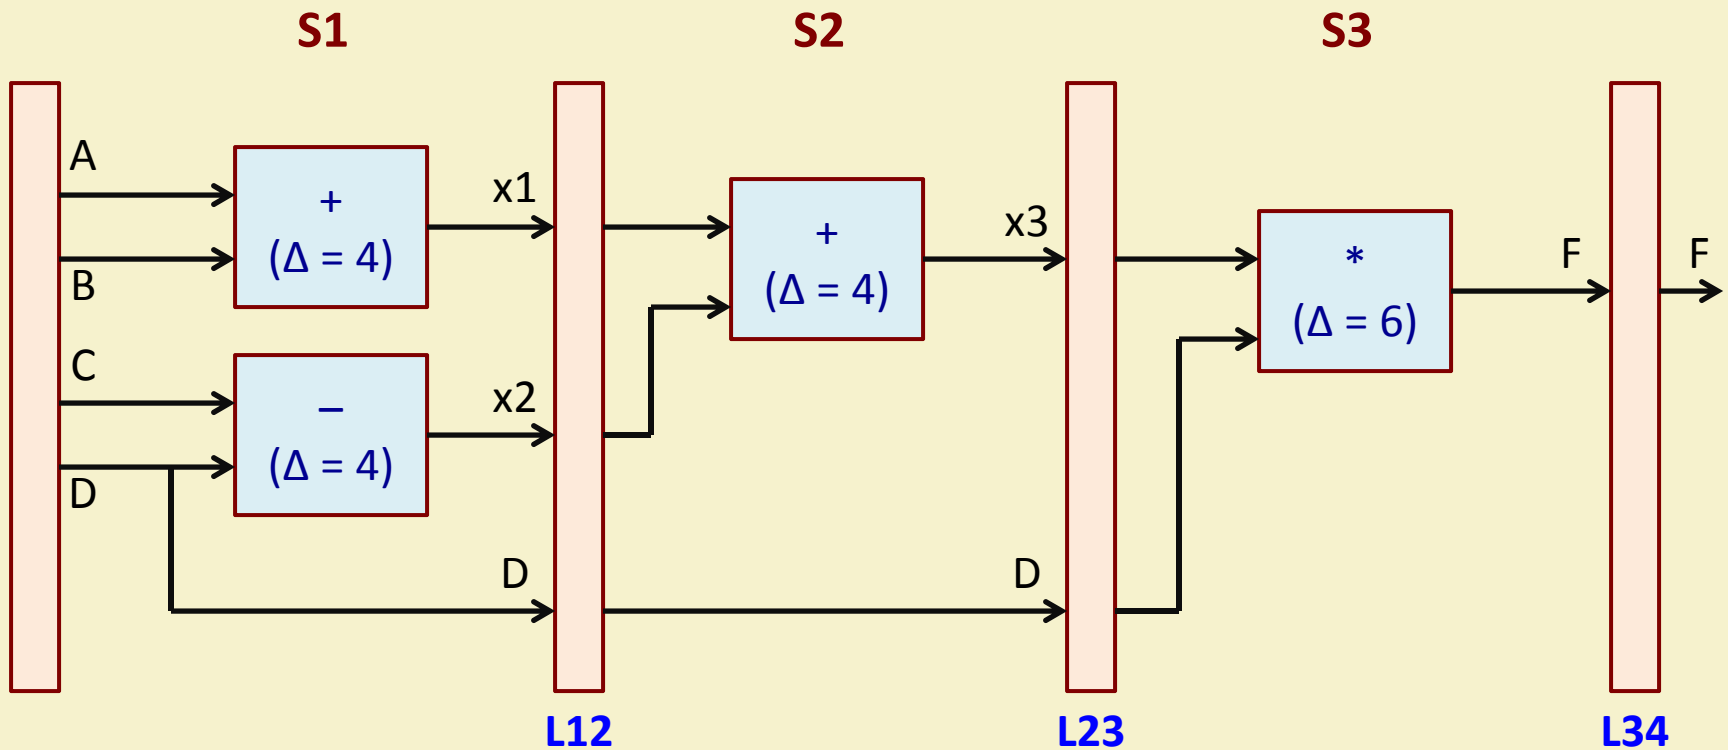 S1 S2 S3
A
+
(Δ = 4)
B
x1
C
−
(Δ = 4)
D
x2
D
+
(Δ = 4)
x3
D
*
(Δ = 6)
F
F
L12 L23 L34